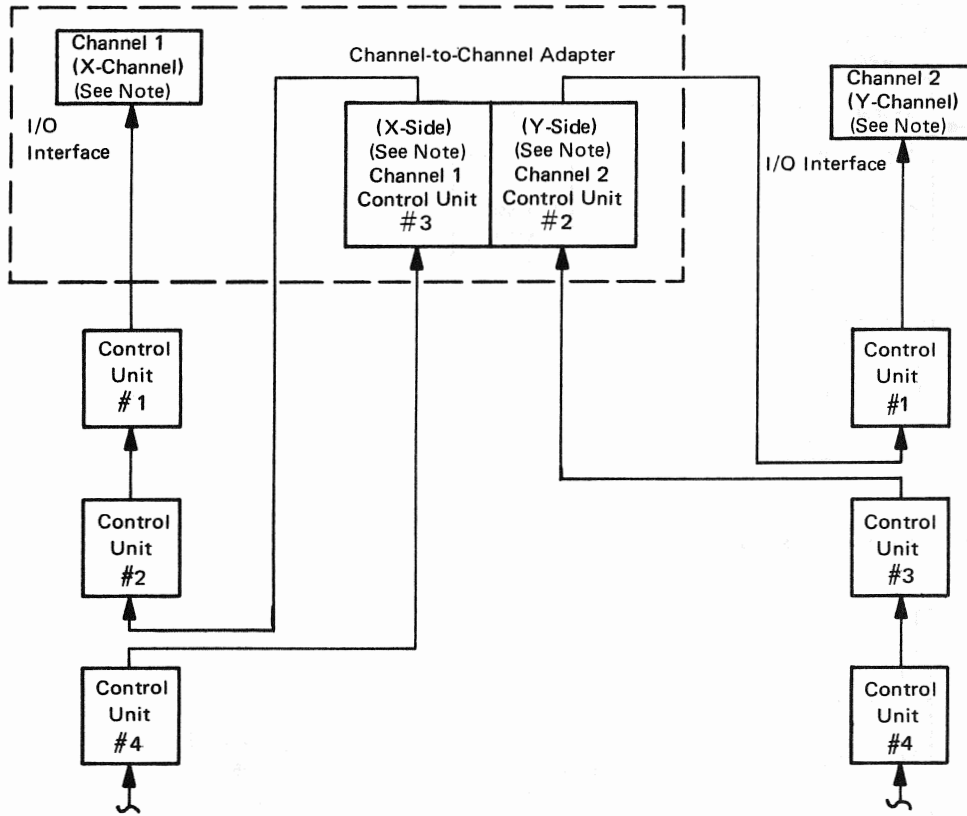 Channel 1
(X-Channel)
(See Note)
I/O
Interface
Channel-to-Channel Adapter
(X-Side)
(See Note)
Channel 1
Control Unit
#3
(Y-Side)
(See Note)
Channel 2
Control Unit
#2
Channel 2
(Y-Channel)
(See Note)
I/O Interface
Control
Unit
#1
Control
Unit
#2
Control
Unit
#4
Control
Unit
#1
Control
Unit
#3
Control
Unit
#4